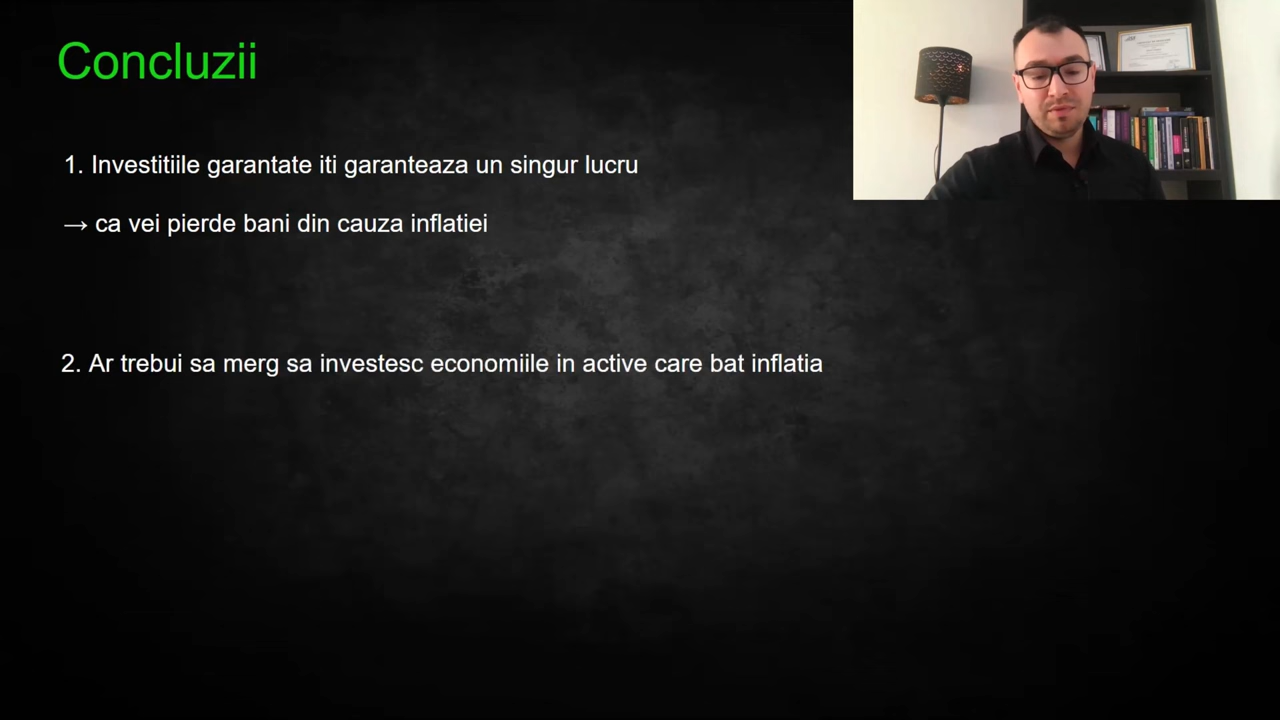 Concluzii
1. Investitiile garantate iti garanteaza un singur lucru
→ ca vei pierde bani din cauza inflatiei
2. Ar trebui sa merg sa investesc economiile in active care bat inflatia